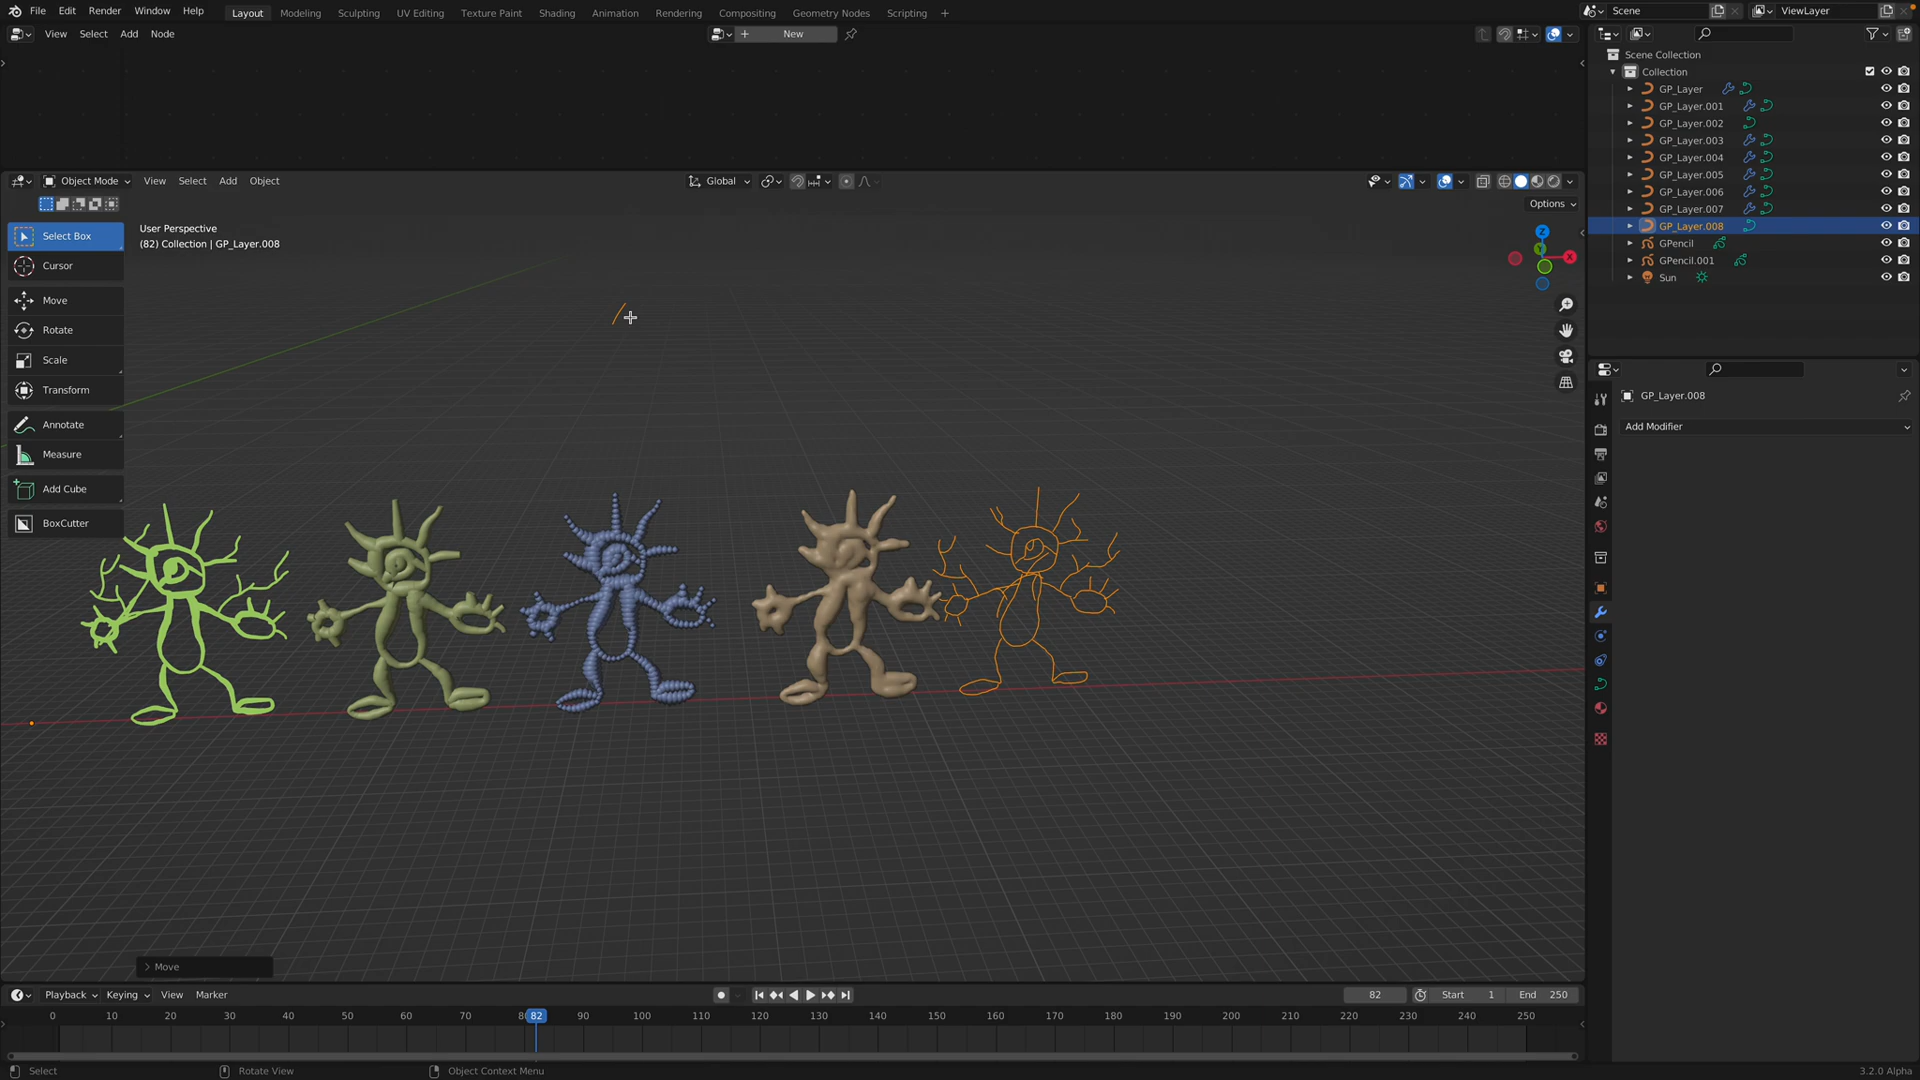 File Edit Render Window Help Layout Modeling Sculpting UV Editing Texture Paint Shading Animation Rendering Compositing Geometry Nodes Scripting + Scene ViewLayer
View Select Add Node + New
Object Mode View Select Add Object Global
Options
User Perspective
(82) Collection | GP_Layer.008
Select Box
Cursor
Move
Rotate
Scale
Transform
Annotate
Measure
Add Cube
BoxCutter
Z
Y
X
Scene Collection
Collection
GP_Layer
GP_Layer.001
GP_Layer.002
GP_Layer.003
GP_Layer.004
GP_Layer.005
GP_Layer.006
GP_Layer.007
GP_Layer.008
GPencil
GPencil.001
Sun
GP_Layer.008
Add Modifier
Move
Playback Keying View Marker 82 Start 1 End 250
0 10 20 30 40 50 60 70 8 82 90 100 110 120 130 140 150 160 170 180 190 200 210 220 230 240 250
Select Rotate View Object Context Menu 3.2.0 Alpha